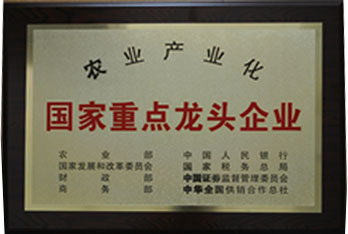 农业产业化
国家重点龙头企业
农业部 中国人民银行
国家发展和改革委员会 国家税务总局
财政部 中国证券监督管理委员会
商务部 中华全国供销合作总社